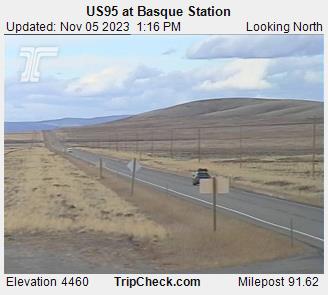 US95 at Basque Station
Updated: Nov 05 2023 1:16 PM Looking North
Elevation 4460 TripCheck.com Milepost 91.62